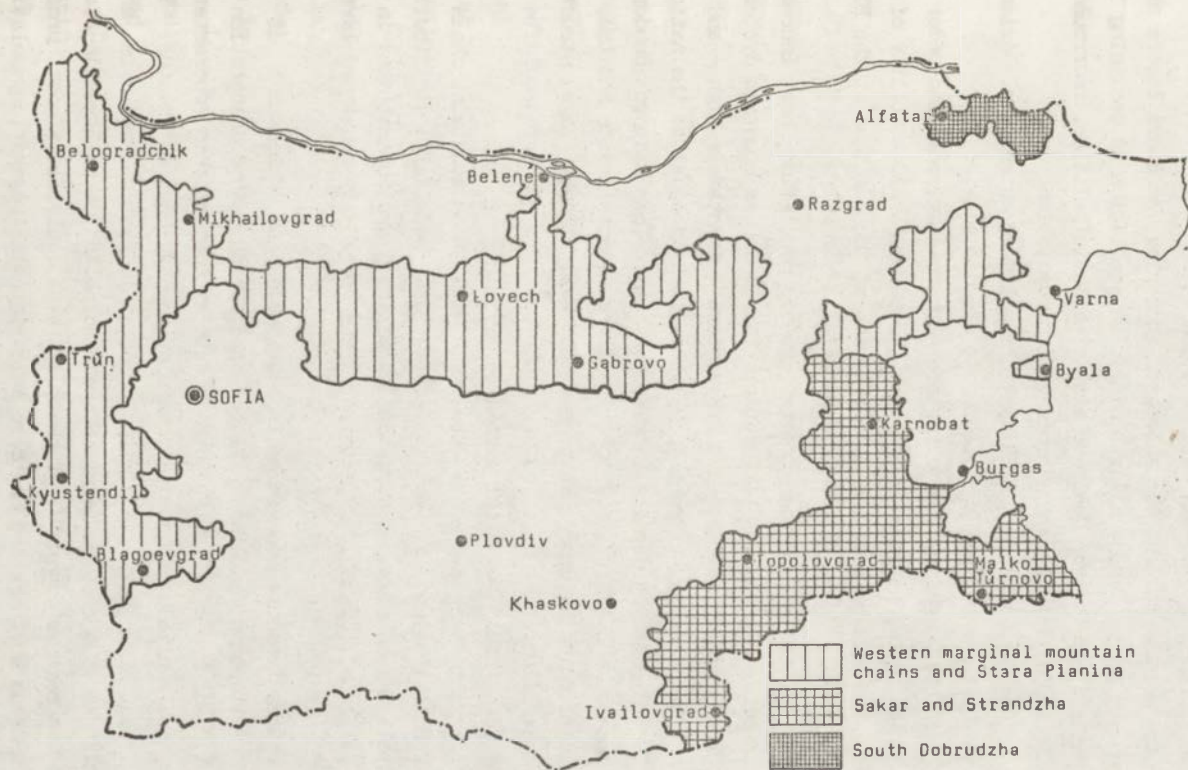 Alfatar
Belogradchik
Belene
Razgrad
Mikhailovgrad
Lovech
Varna
Trŭn
Gabrovo
Byala
SOFIA
Karnobat
Burgas
Kyustendil
Plovdiv
Blagoevgrad
Topolovgrad
Malko
Tŭrnovo
Khaskovo
Ivailovgrad
Western marginal mountain
chains and Stara Planina
Sakar and Strandzha
South Dobrudzha